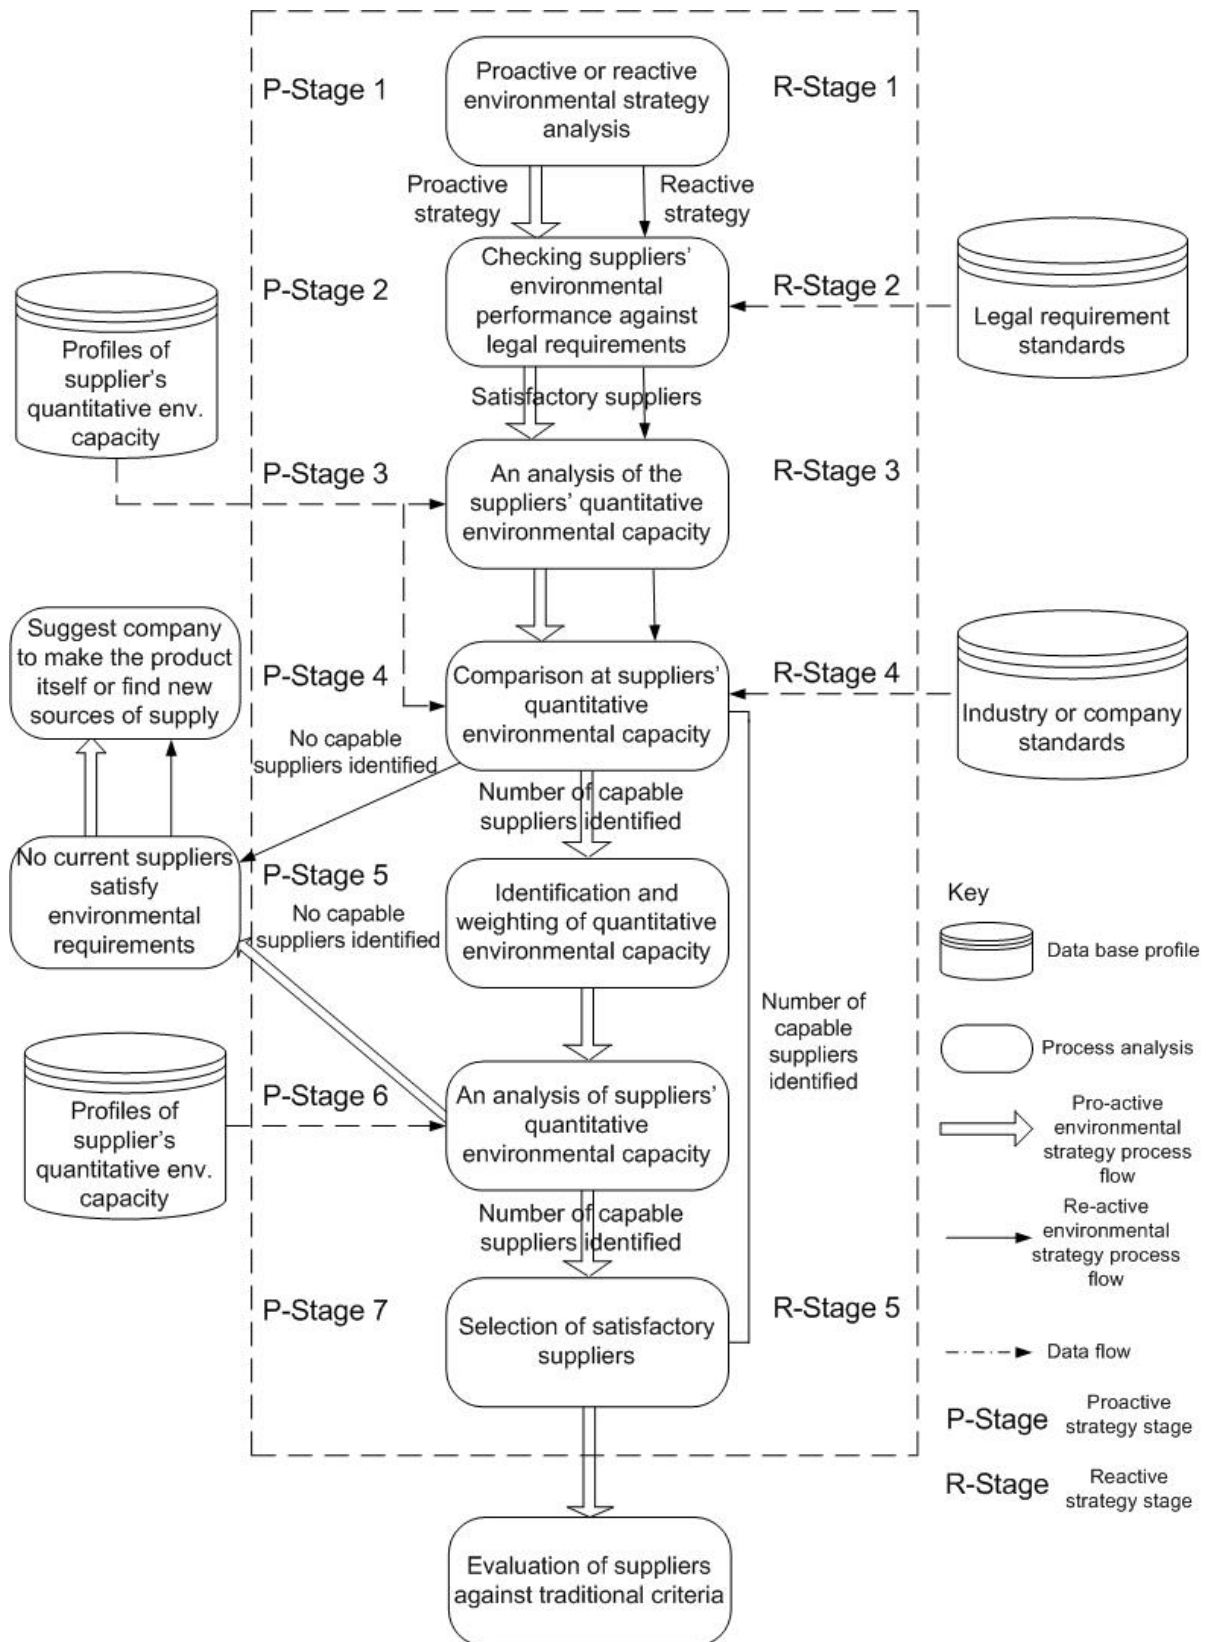 P-Stage 1
Proactive or reactive
environmental strategy
analysis
R-Stage 1
Proactive
strategy
Reactive
strategy
P-Stage 2
Checking suppliers'
environmental
performance against
legal requirements
R-Stage 2
Legal requirement
standards
Profiles of
supplier's
quantitative env.
capacity
Satisfactory suppliers
P-Stage 3
An analysis of the
suppliers' quantitative
environmental capacity
R-Stage 3
Suggest company
to make the product
itself or find new
sources of supply
P-Stage 4
Comparison at suppliers'
quantitative
environmental capacity
R-Stage 4
Industry or company
standards
No capable
suppliers identified
Number of capable
suppliers identified
No current suppliers
satisfy
environmental
requirements
P-Stage 5
No capable
suppliers identified
Identification and
weighting of quantitative
environmental capacity
Number of
capable
suppliers
identified
Profiles of
supplier's
quantitative env.
capacity
P-Stage 6
An analysis of suppliers'
quantitative
environmental capacity
Number of capable
suppliers identified
P-Stage 7
Selection of satisfactory
suppliers
R-Stage 5
Evaluation of suppliers
against traditional criteria
Key
Data base profile
Process analysis
Pro-active
environmental
strategy process
flow
Re-active
environmental
strategy process
flow
Data flow
P-Stage
Proactive
strategy stage
R-Stage
Reactive
strategy stage